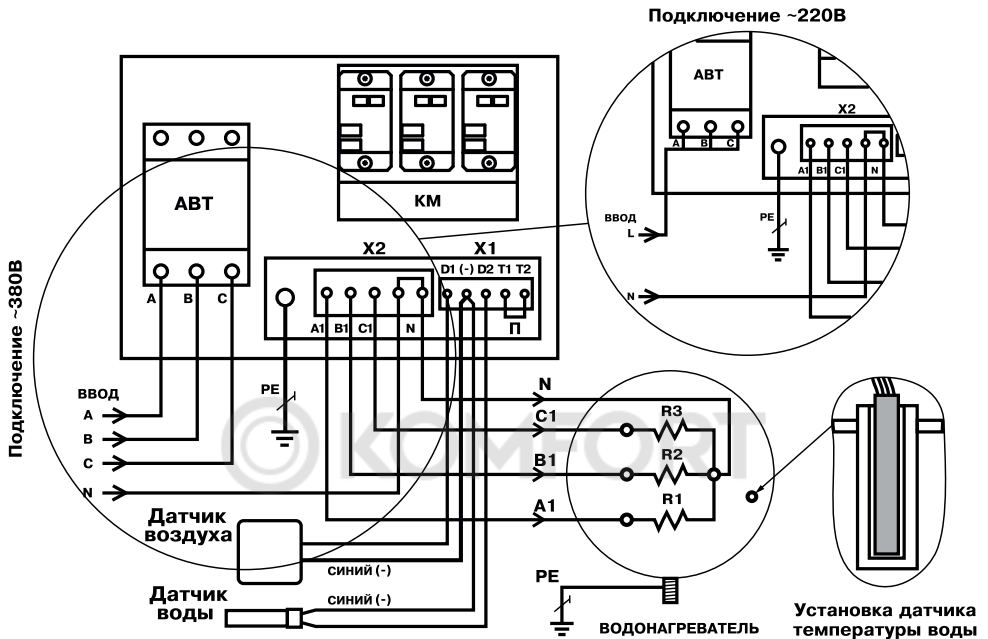 Подключение ~220В
АВТ
X2
A B C
A1 B1 C1 N
ВВОД
L
PE
N
КМ
АВТ
X2 X1
D1 (-) D2 T1 T2
A B C
A1 B1 C1 N
П
Подключение ~380В
ВВОД
PE
A
B
C
N
N
C1
B1
A1
R3
R2
R1
KOMFORT
Датчик
воздуха
СИНИЙ (-)
Датчик
воды
СИНИЙ (-)
PE
ВОДОНАГРЕВАТЕЛЬ
Установка датчика
температуры воды